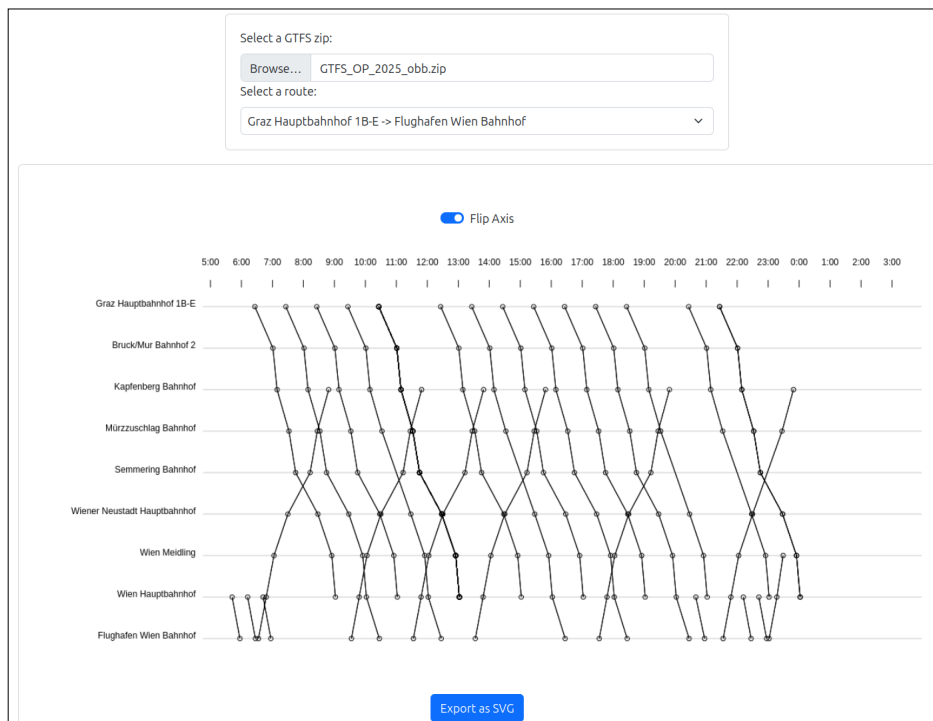 Select a GTFS zip:
Browse... GTFS_OP_2025_obb.zip
Select a route:
Graz Hauptbahnhof 1B-E -> Flughafen Wien Bahnhof
Flip Axis
5:00 6:00 7:00 8:00 9:00 10:00 11:00 12:00 13:00 14:00 15:00 16:00 17:00 18:00 19:00 20:00 21:00 22:00 23:00 0:00 1:00 2:00 3:00
Graz Hauptbahnhof 1B-E
Bruck/Mur Bahnhof 2
Kapfenberg Bahnhof
Mürzzuschlag Bahnhof
Semmering Bahnhof
Wiener Neustadt Hauptbahnhof
Wien Meidling
Wien Hauptbahnhof
Flughafen Wien Bahnhof
Export as SVG